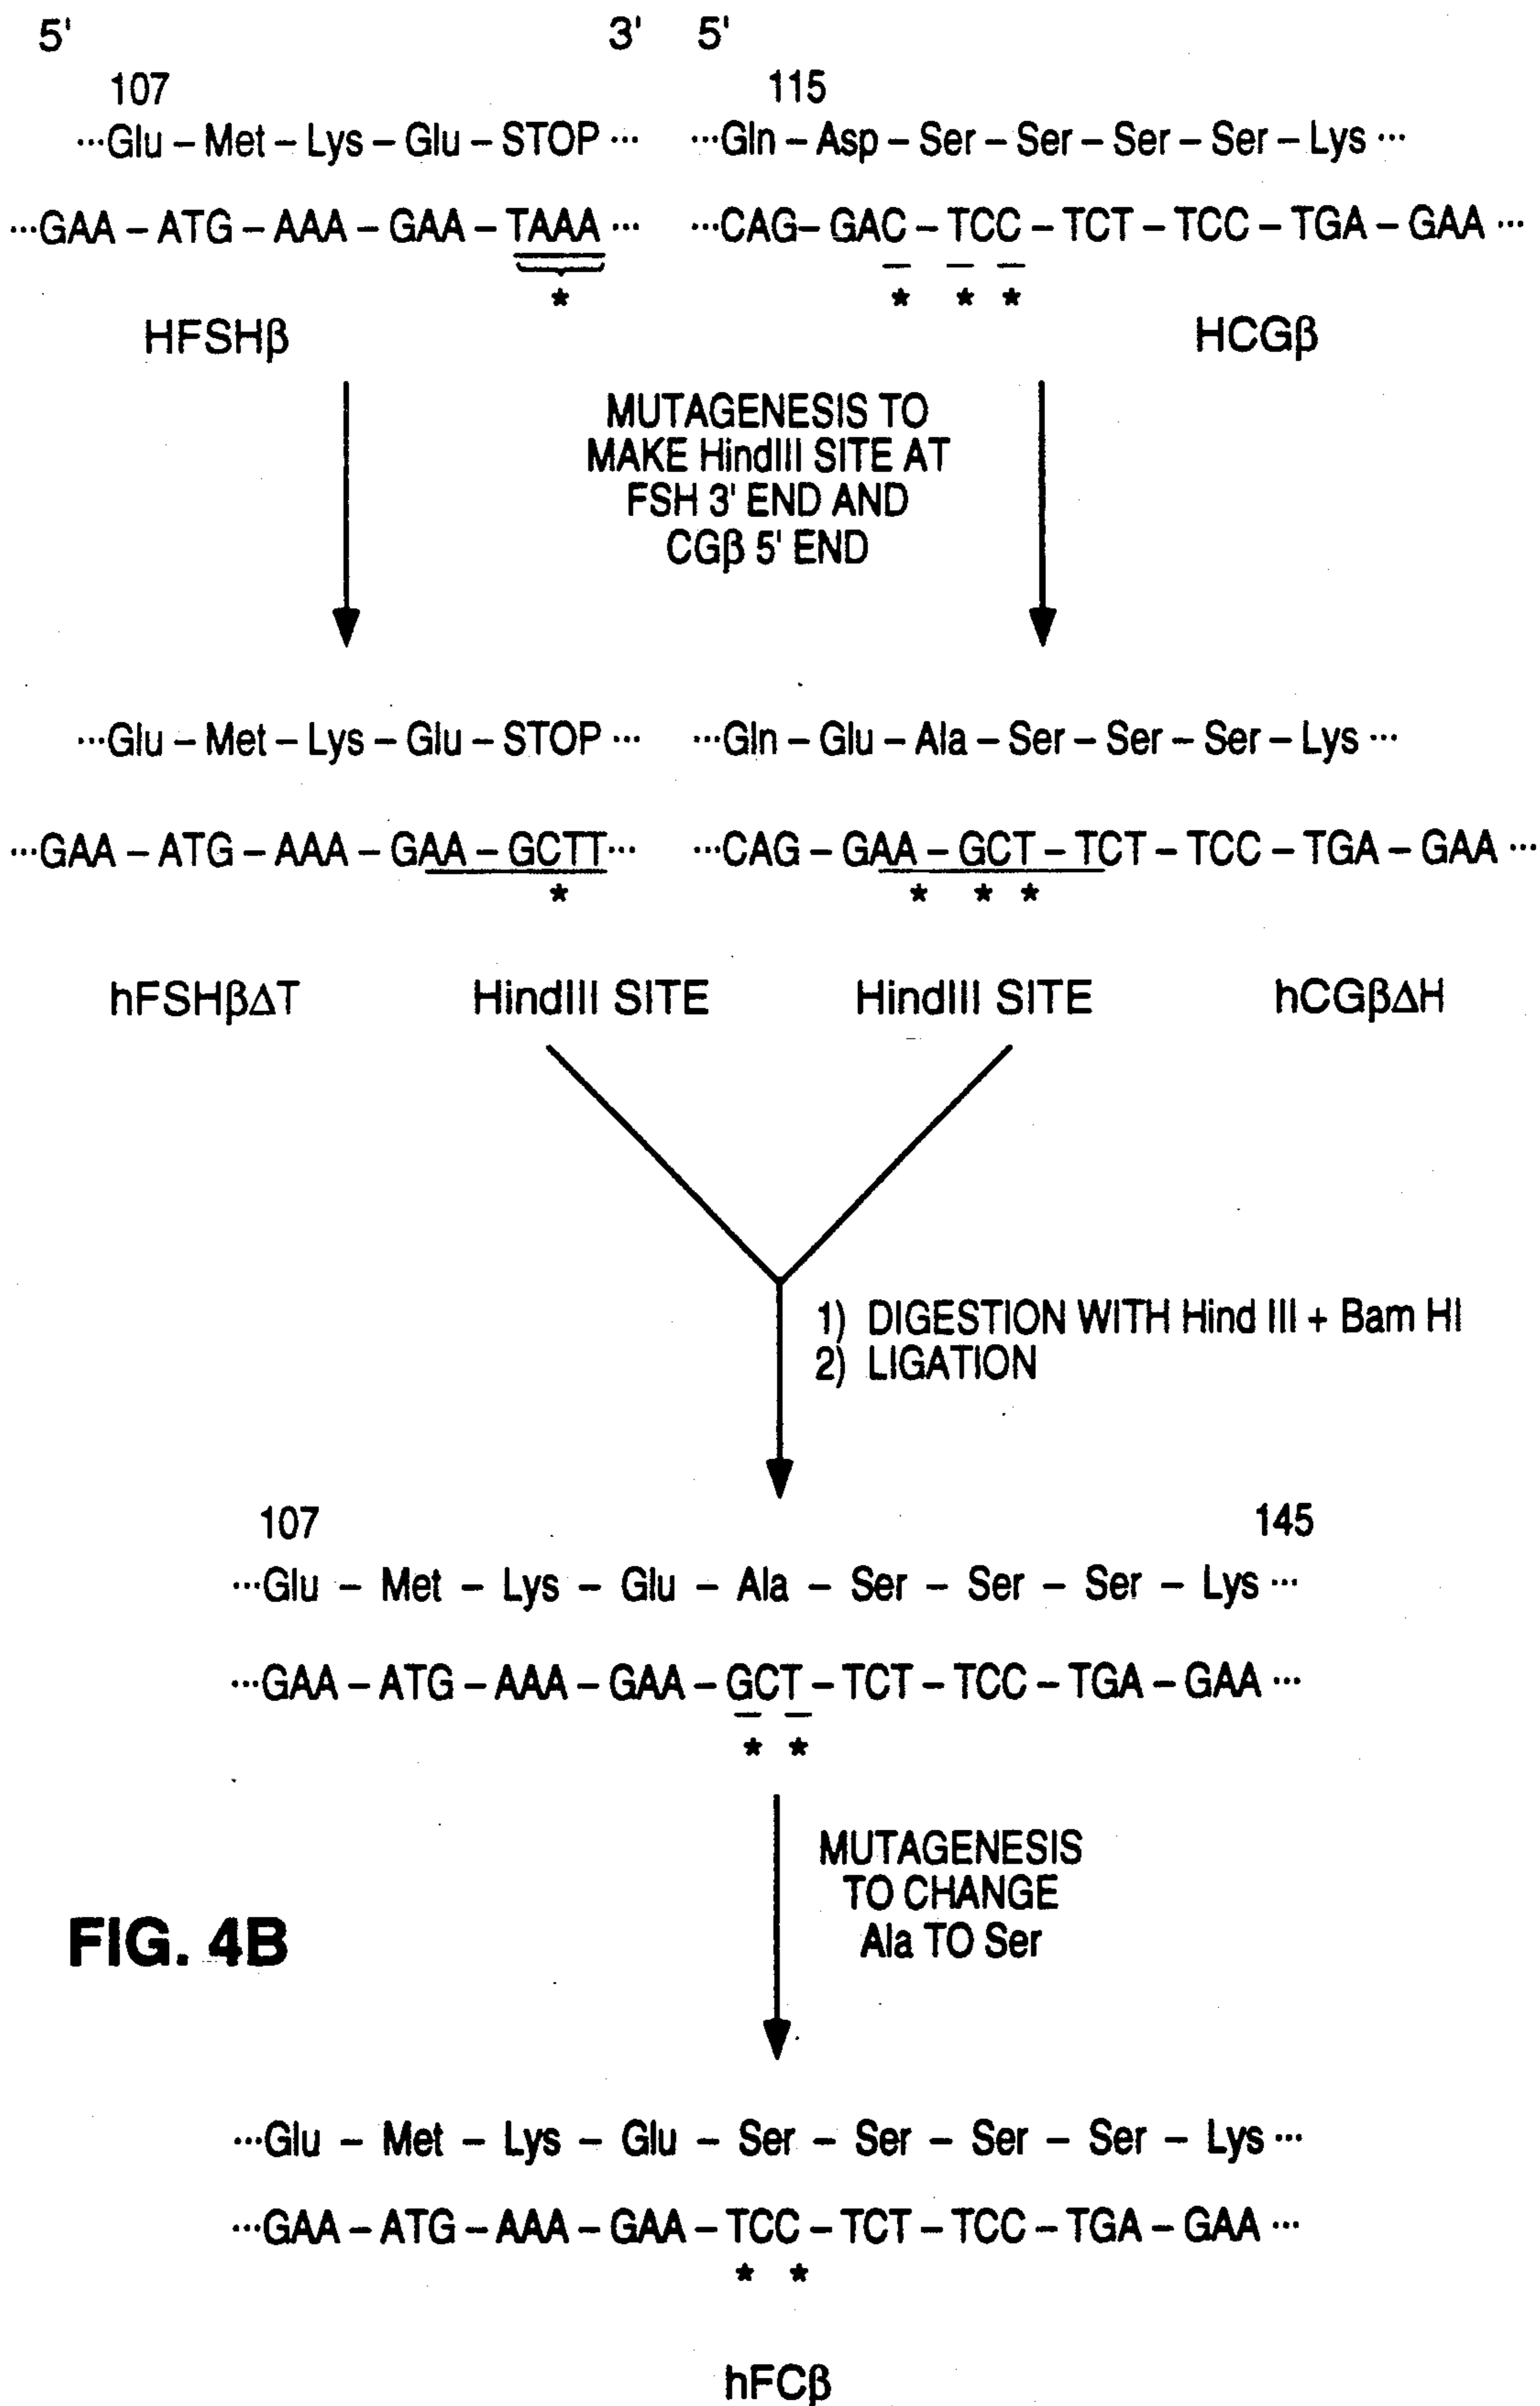 5' 3' 5'
107 115
···Glu – Met – Lys – Glu – STOP ··· ···Gln – Asp – Ser – Ser – Ser – Ser – Lys ···
···GAA – ATG – AAA – GAA – TAAA ··· ···CAG– GAC – TCC – TCT – TCC – TGA – GAA ···
* * * *
HFSHβ HCGβ
MUTAGENESIS TO
MAKE HindIII SITE AT
FSH 3' END AND
CGβ 5' END
···Glu – Met – Lys – Glu – STOP ··· ···Gln – Glu – Ala – Ser – Ser – Ser – Lys ···
···GAA – ATG – AAA – GAA – GCTT··· ···CAG – GAA – GCT – TCT – TCC – TGA – GAA ···
* * * *
hFSHβΔT HindIII SITE HindIII SITE hCGβΔH
1) DIGESTION WITH Hind III + Bam HI
2) LIGATION
107 145
···Glu – Met – Lys – Glu – Ala – Ser – Ser – Ser – Lys ···
···GAA – ATG – AAA – GAA – GCT – TCT – TCC – TGA – GAA ···
* *
MUTAGENESIS
TO CHANGE
Ala TO Ser
FIG. 4B
···Glu – Met – Lys – Glu – Ser – Ser – Ser – Ser – Lys ···
···GAA – ATG – AAA – GAA – TCC – TCT – TCC – TGA – GAA ···
* *
hFCβ